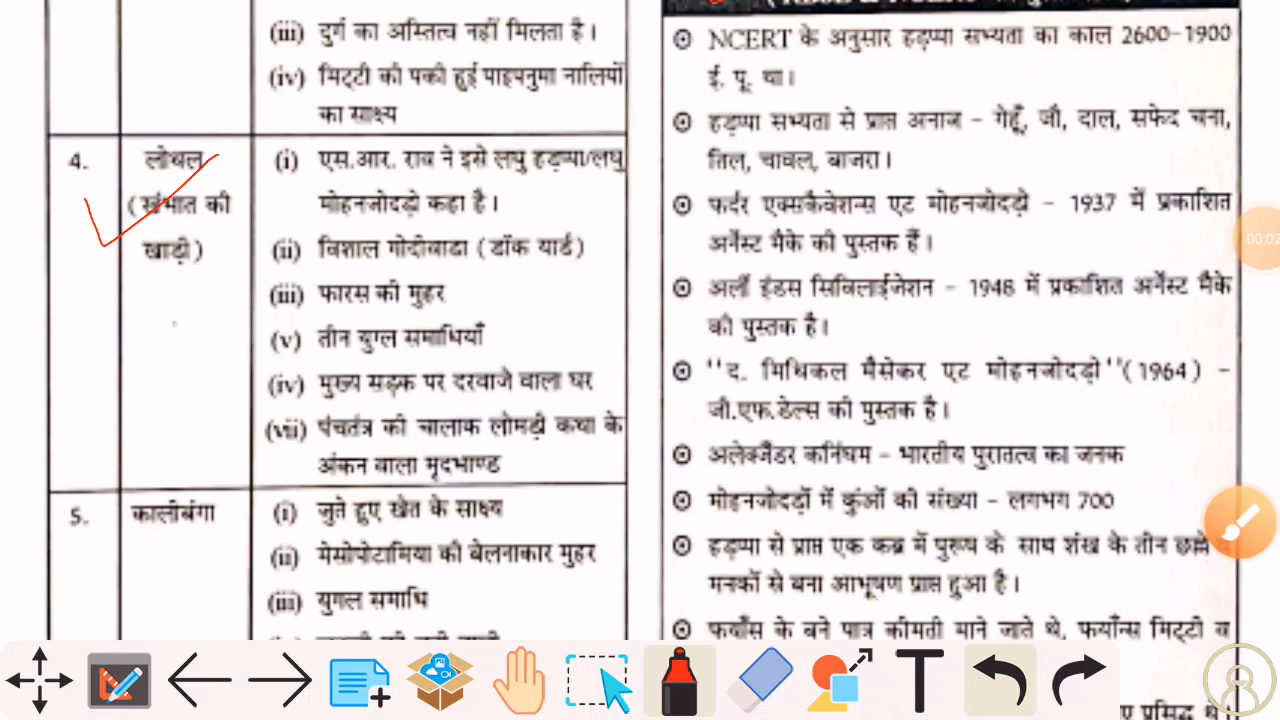 (iii) दुर्ग का अस्तित्व नहीं मिलता है।
(iv) मिट्टी की पकी हुई पाइपनुमा नालियों
का साक्ष्य
4. लोथल
(खंभात की
खाड़ी)
(i) एस.आर. राव ने इसे लघु हड़प्पा/लघु
मोहनजोदड़ो कहा है।
(ii) विशाल गोदीवाडा (डॉक यार्ड)
(iii) फारस की मुहर
(v) तीन युग्ल समाधियाँ
(iv) मुख्य सड़क पर दरवाजे वाला घर
(vii) पंचतंत्र की चालाक लोमड़ी कथा के
अंकन वाला मृदभाण्ड
5. कालीबंगा
(i) जुते हुए खेत के साक्ष्य
(ii) मेसोपोटामिया की बेलनाकार मुहर
(iii) युगल समाधि
NCERT के अनुसार हड़प्पा सभ्यता का काल 2600-1900
ई. पू. था।
हड़प्पा सभ्यता से प्राप्त अनाज - गेहूँ, जौ, दाल, सफेद चना,
तिल, चावल, बाजरा।
फर्दर एक्सकैवेशन्स एट मोहनजोदड़ो - 1937 में प्रकाशित
अर्नेस्ट मैके की पुस्तक हैं।
अर्ली इंडस सिविलाईजेशन - 1948 में प्रकाशित अर्नेस्ट मैके
की पुस्तक है।
''द. मिथिकल मैसेकर एट मोहनजोदड़ो''(1964) -
जी.एफ.डेल्स की पुस्तक है।
अलेक्जैंडर कनिंघम - भारतीय पुरातत्व का जनक
मोहनजोदड़ों में कुंओं की संख्या - लगभग 700
हड़प्पा से प्राप्त एक कब्र में पुरूष के साथ शंख के तीन छल्ले
मनकों से बना आभूषण प्राप्त हुआ है।
फयॉंस के बने पात्र कीमती माने जाते थे, फयॉन्स मिट्टी व
ए प्रसिद्ध थ
00:02
T